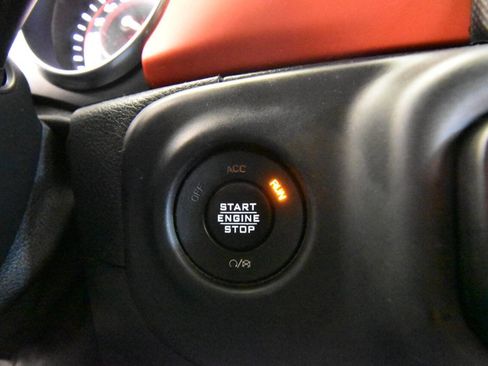 ACC
OFF
RUN
START
ENGINE
STOP